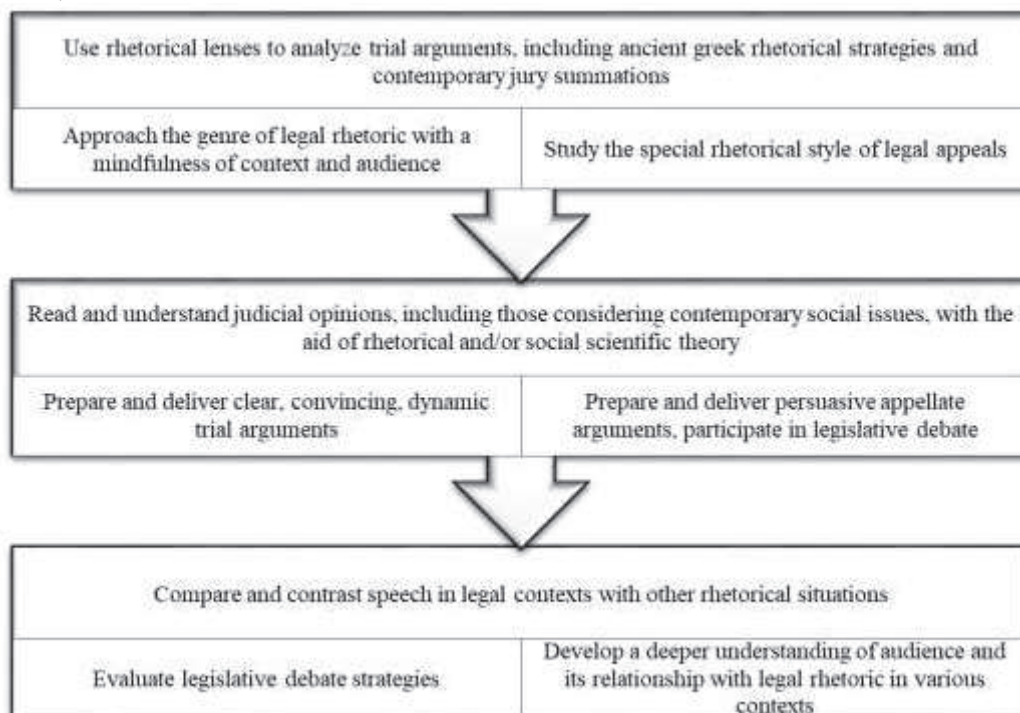 Use rhetorical lenses to analyze trial arguments, including ancient greek rhetorical strategies and
contemporary jury summations
Approach the genre of legal rhetoric with a
mindfulness of context and audience
Study the special rhetorical style of legal appeals
Read and understand judicial opinions, including those considering contemporary social issues, with the
aid of rhetorical and/or social scientific theory
Prepare and deliver clear, convincing, dynamic
trial arguments
Prepare and deliver persuasive appellate
arguments, participate in legislative debate
Compare and contrast speech in legal contexts with other rhetorical situations
Evaluate legislative debate strategies
Develop a deeper understanding of audience and
its relationship with legal rhetoric in various
contexts